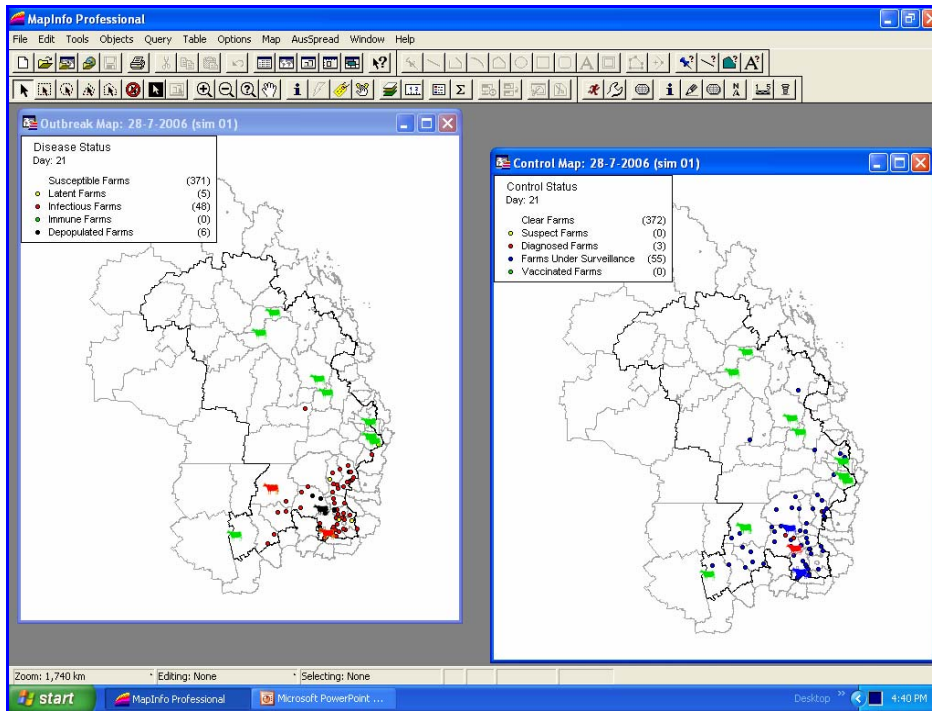 MapInfo Professional
File Edit Tools Objects Query Table Options Map AusSpread Window Help
Outbreak Map: 28-7-2006 (sim 01)
Disease Status
Day: 21
Susceptible Farms (371)
Latent Farms (5)
Infectious Farms (48)
Immune Farms (0)
Depopulated Farms (6)
Control Map: 28-7-2006 (sim 01)
Control Status
Day: 21
Clear Farms (372)
Suspect Farms (0)
Diagnosed Farms (3)
Farms Under Surveillance (55)
Vaccinated Farms (0)
Zoom: 1,740 km Editing: None Selecting: None
start MapInfo Professional Microsoft PowerPoint ... Desktop » 4:40 PM